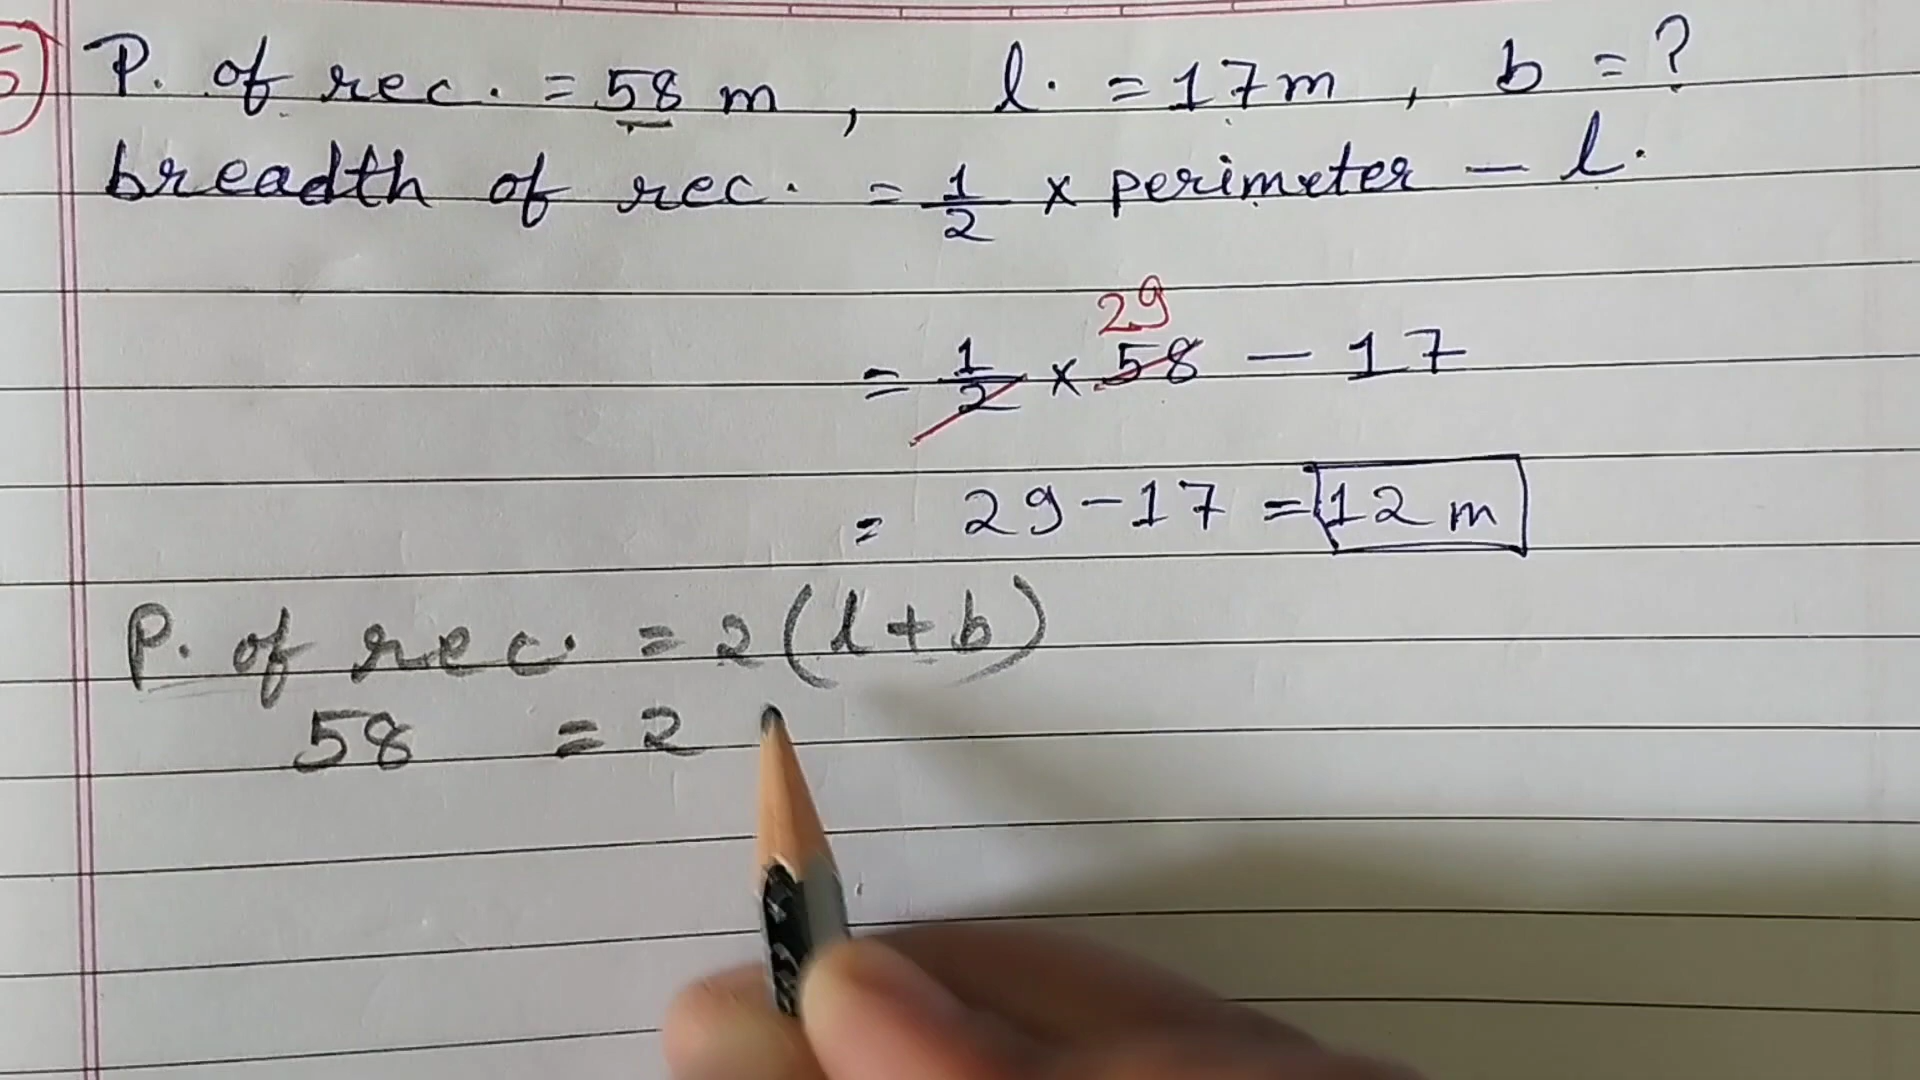 5
P. of rec. = 58 m, l. = 17m, b = ?
breadth of rec. = 1/2 x perimeter - l.
29
= 1/2 x 58 - 17
= 29 - 17 = 12 m
P. of rec. = 2(l+b)
58 = 2